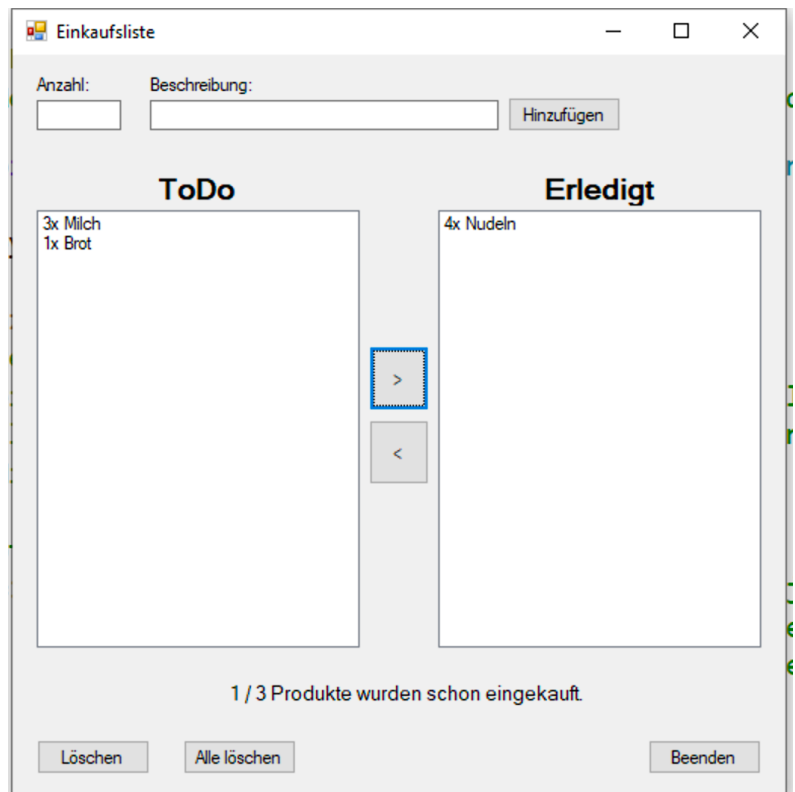 Einkaufsliste
Anzahl: Beschreibung:
Hinzufügen
ToDo Erledigt
3x Milch 4x Nudeln
1x Brot
>
<
1 / 3 Produkte wurden schon eingekauft.
Löschen Alle löschen Beenden